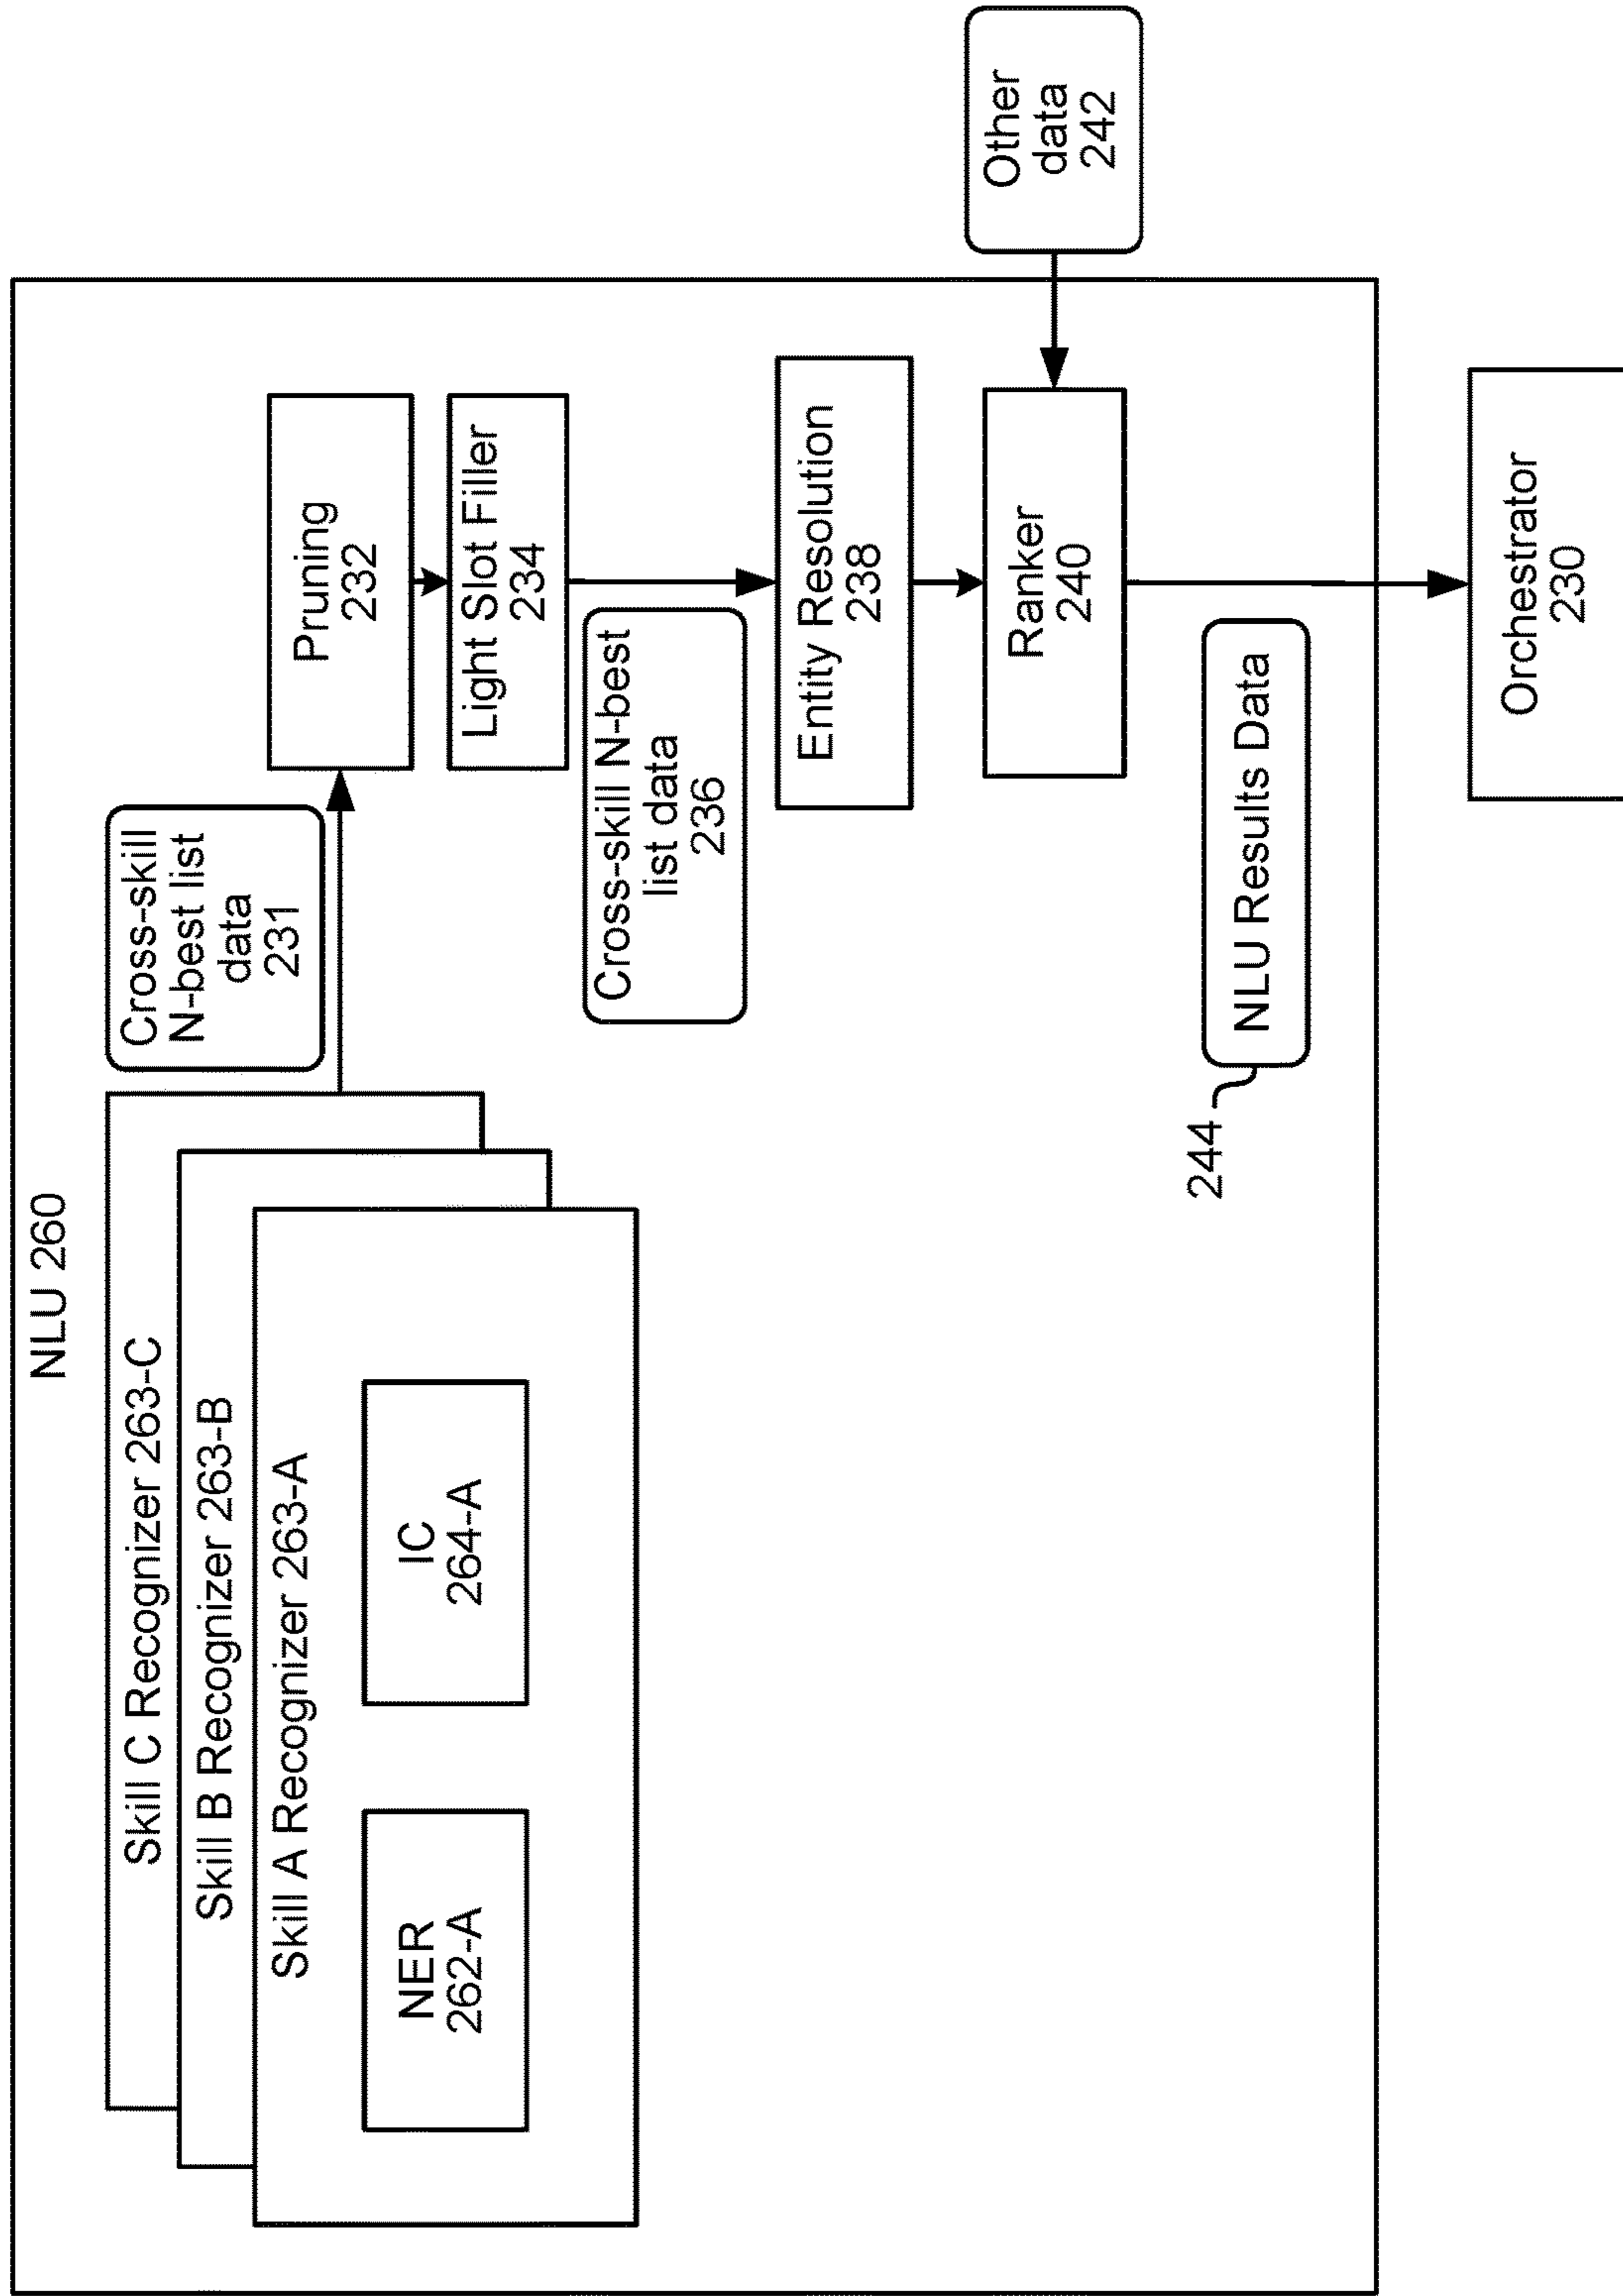 NLU 260
Skill C Recognizer 263-C
Skill B Recognizer 263-B
Skill A Recognizer 263-A
NER
262-A
IC
264-A
Cross-skill
N-best list
data
231
Pruning
232
Light Slot Filler
234
Cross-skill N-best
list data
236
Entity Resolution
238
Ranker
240
Other
data
242
244
NLU Results Data
Orchestrator
230